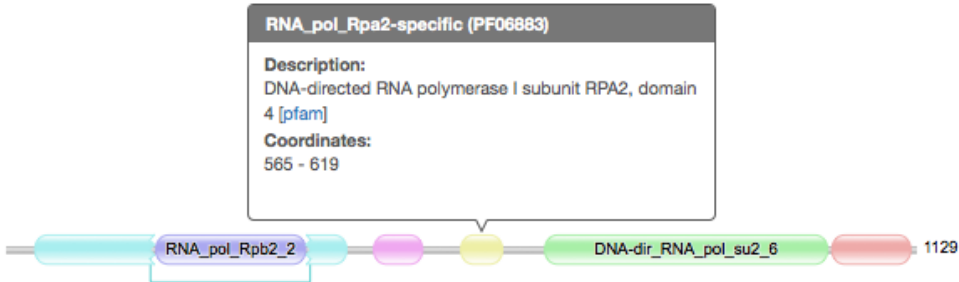 RNA_pol_Rpa2-specific (PF06883)
Description:
DNA-directed RNA polymerase I subunit RPA2, domain
4 [pfam]
Coordinates:
565 - 619
RNA_pol_Rpb2_2 DNA-dir_RNA_pol_su2_6 1129